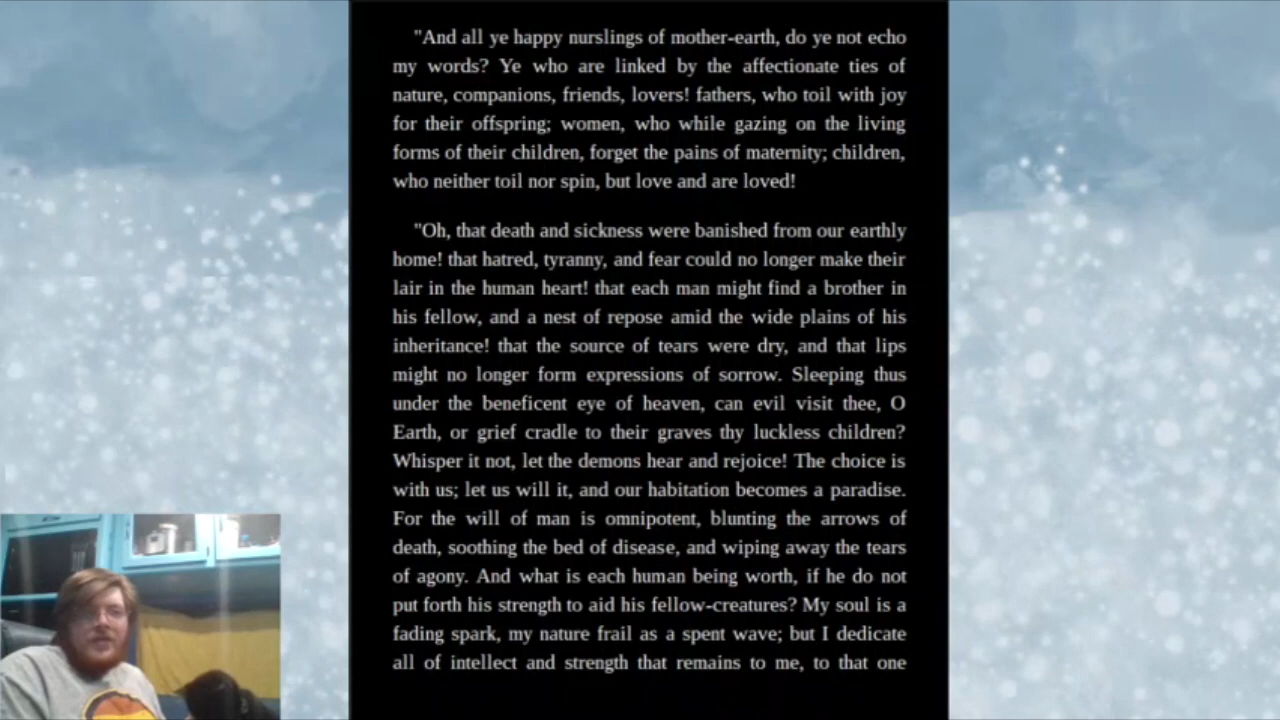 "And all ye happy nurslings of mother-earth, do ye not echo
my words? Ye who are linked by the affectionate ties of
nature, companions, friends, lovers! fathers, who toil with joy
for their offspring; women, who while gazing on the living
forms of their children, forget the pains of maternity; children,
who neither toil nor spin, but love and are loved!
"Oh, that death and sickness were banished from our earthly
home! that hatred, tyranny, and fear could no longer make their
lair in the human heart! that each man might find a brother in
his fellow, and a nest of repose amid the wide plains of his
inheritance! that the source of tears were dry, and that lips
might no longer form expressions of sorrow. Sleeping thus
under the beneficent eye of heaven, can evil visit thee, O
Earth, or grief cradle to their graves thy luckless children?
Whisper it not, let the demons hear and rejoice! The choice is
with us; let us will it, and our habitation becomes a paradise.
For the will of man is omnipotent, blunting the arrows of
death, soothing the bed of disease, and wiping away the tears
of agony. And what is each human being worth, if he do not
put forth his strength to aid his fellow-creatures? My soul is a
fading spark, my nature frail as a spent wave; but I dedicate
all of intellect and strength that remains to me, to that one